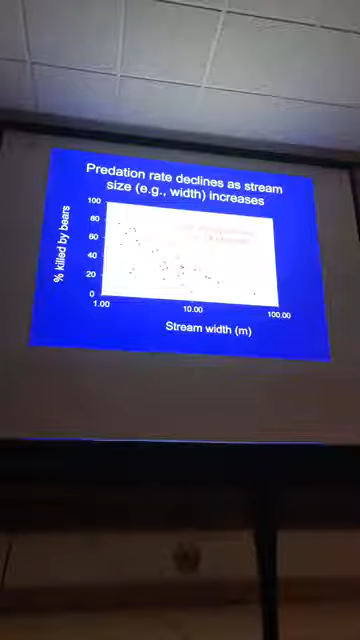 Predation rate declines as stream
size (e.g., width) increases
% killed by bears
100
80
60
40
20
0
1.00
10.00
100.00
Stream width (m)